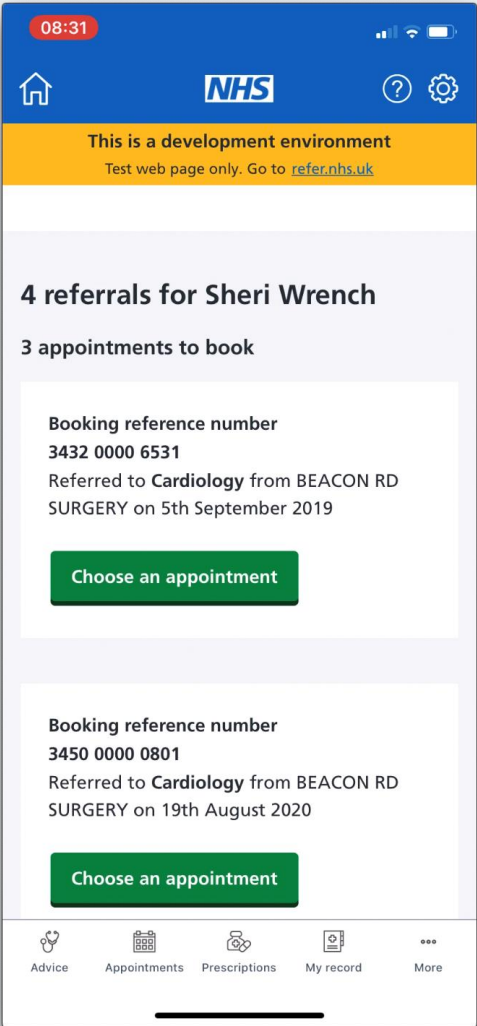 08:31
NHS
?
This is a development environment
Test web page only. Go to refer.nhs.uk
4 referrals for Sheri Wrench
3 appointments to book
Booking reference number
3432 0000 6531
Referred to Cardiology from BEACON RD
SURGERY on 5th September 2019
Choose an appointment
Booking reference number
3450 0000 0801
Referred to Cardiology from BEACON RD
SURGERY on 19th August 2020
Choose an appointment
Advice Appointments Prescriptions My record More